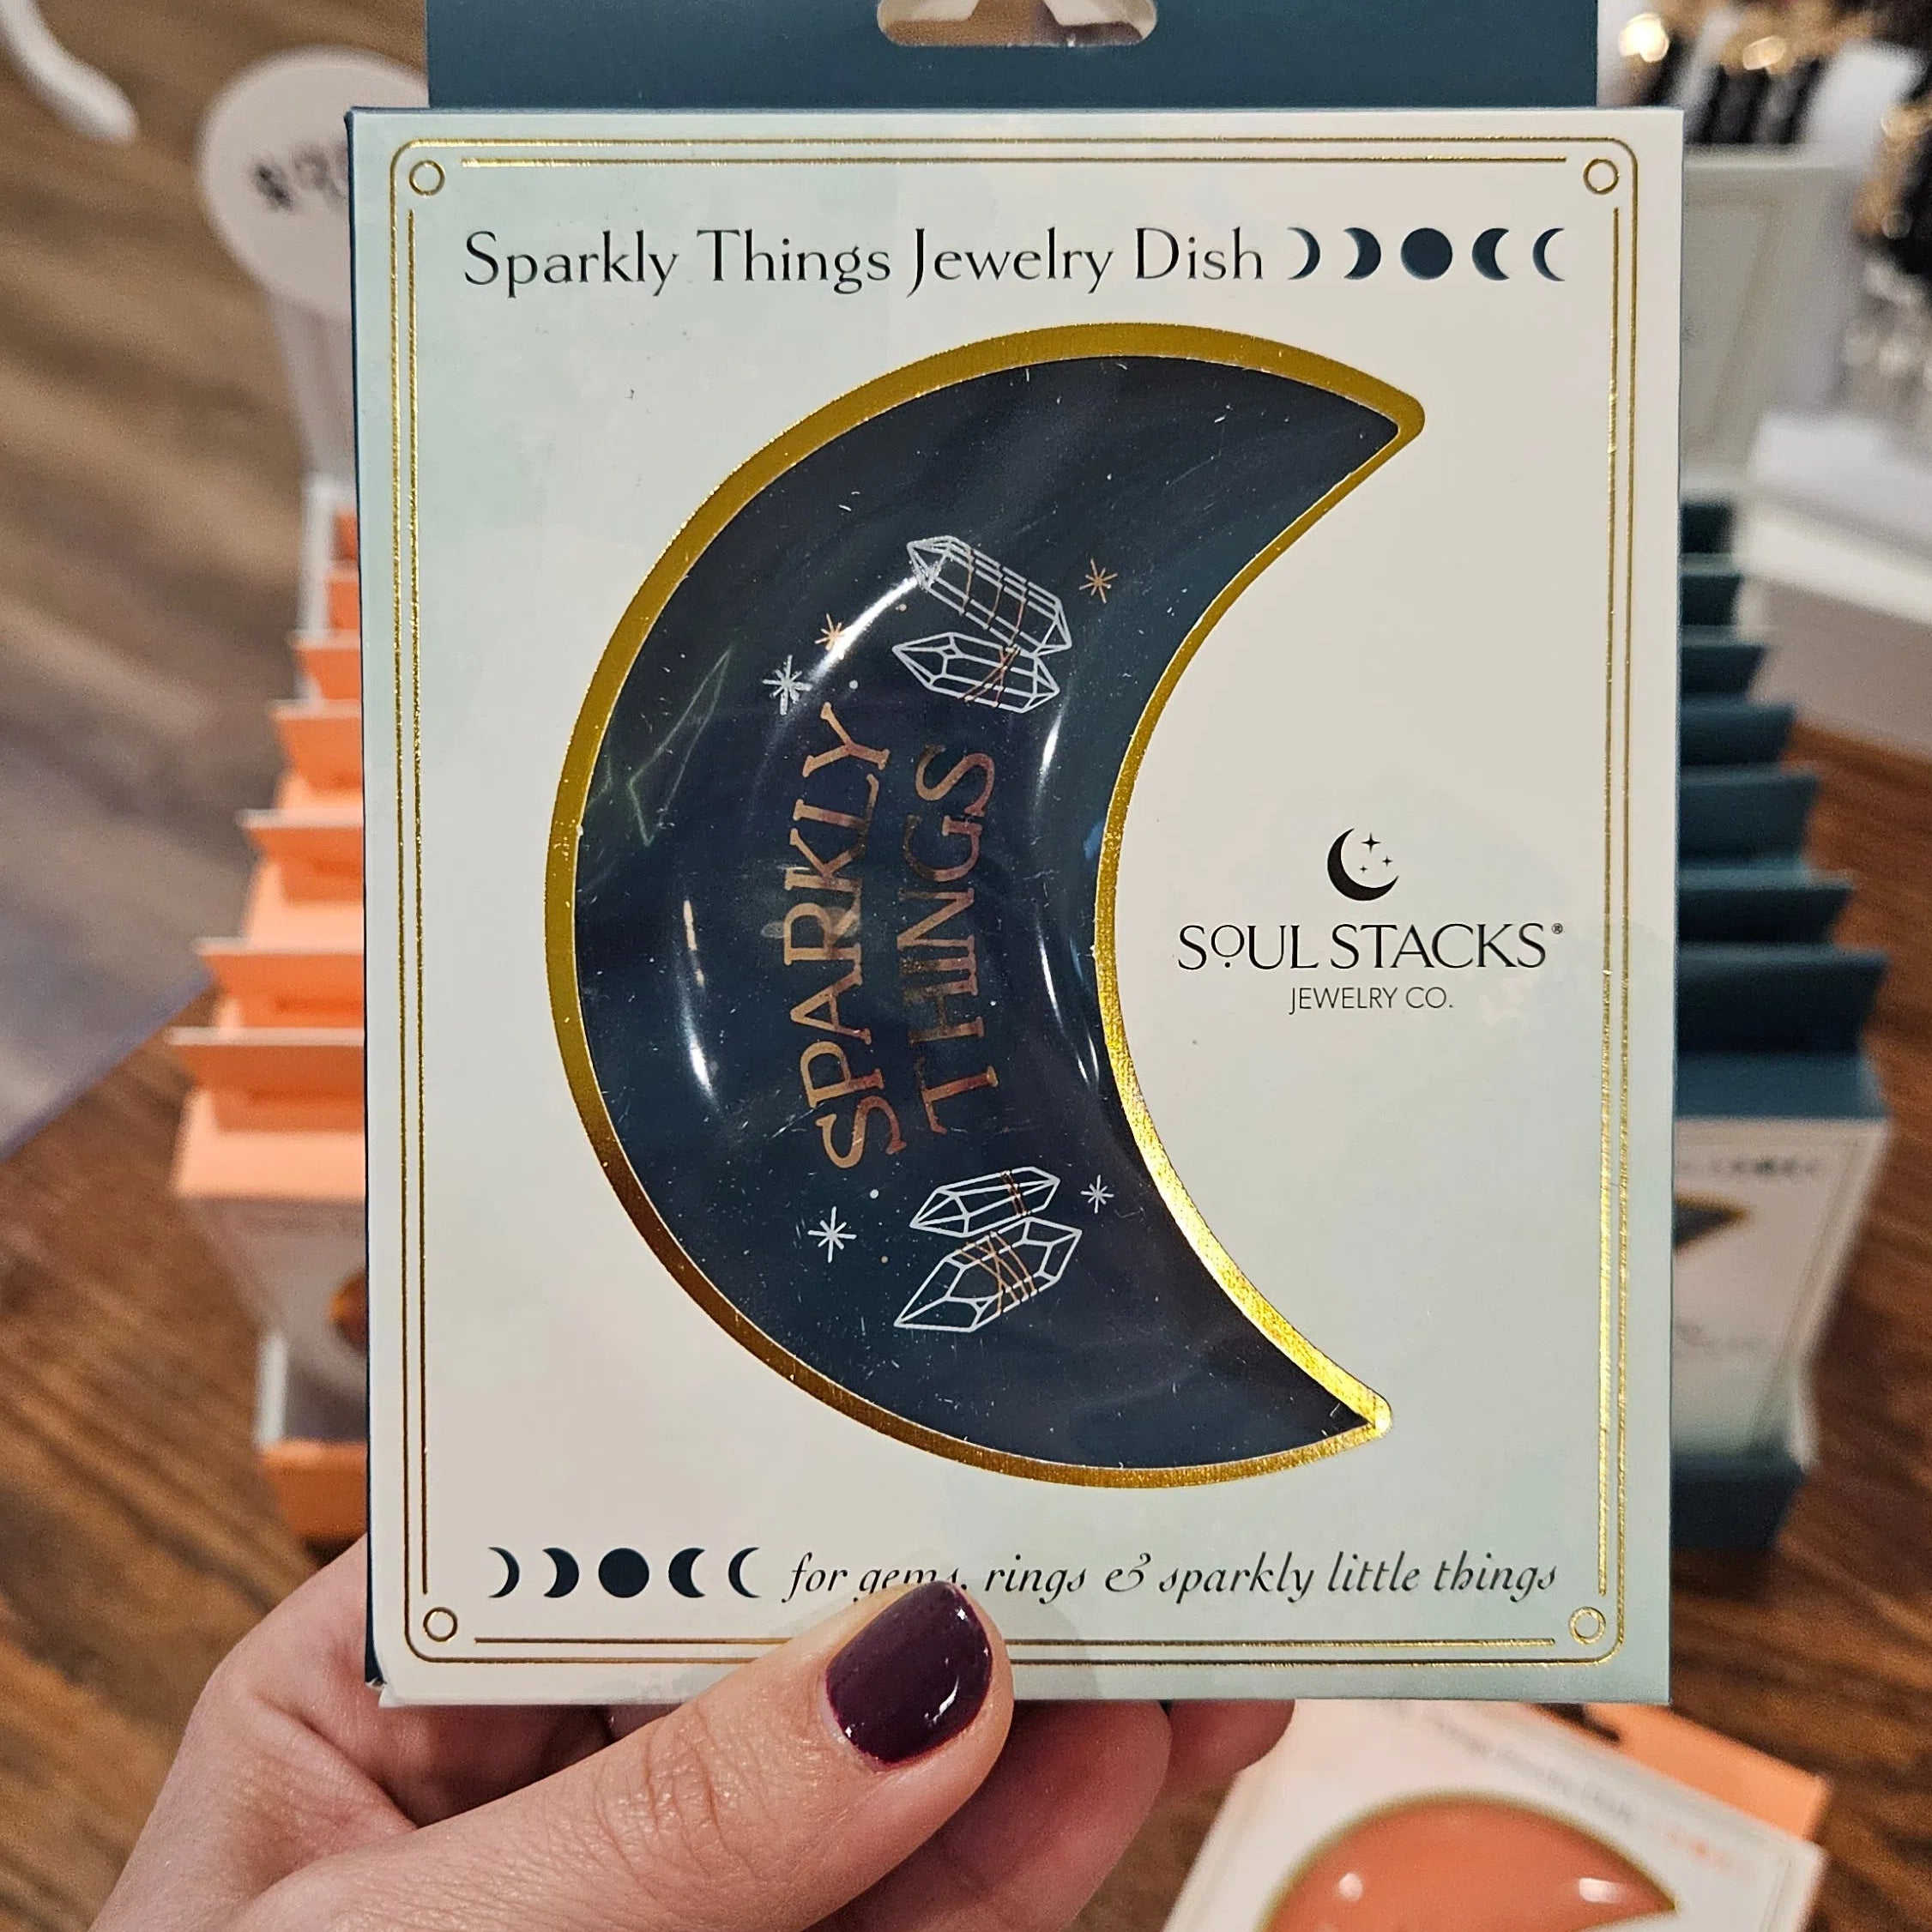 Sparkly Things Jewelry Dish
SPARKLY
THINGS
SOUL STACKS®
JEWELRY CO.
for gems, rings & sparkly little things